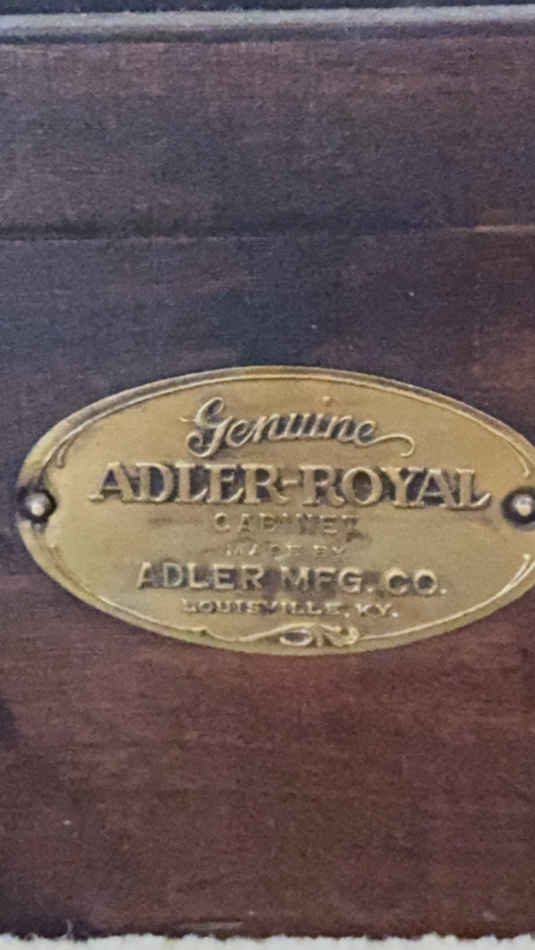 Genuine
ADLER-ROYAL
CABINET
MADE BY
ADLER MFG. CO.
LOUISVILLE, KY.